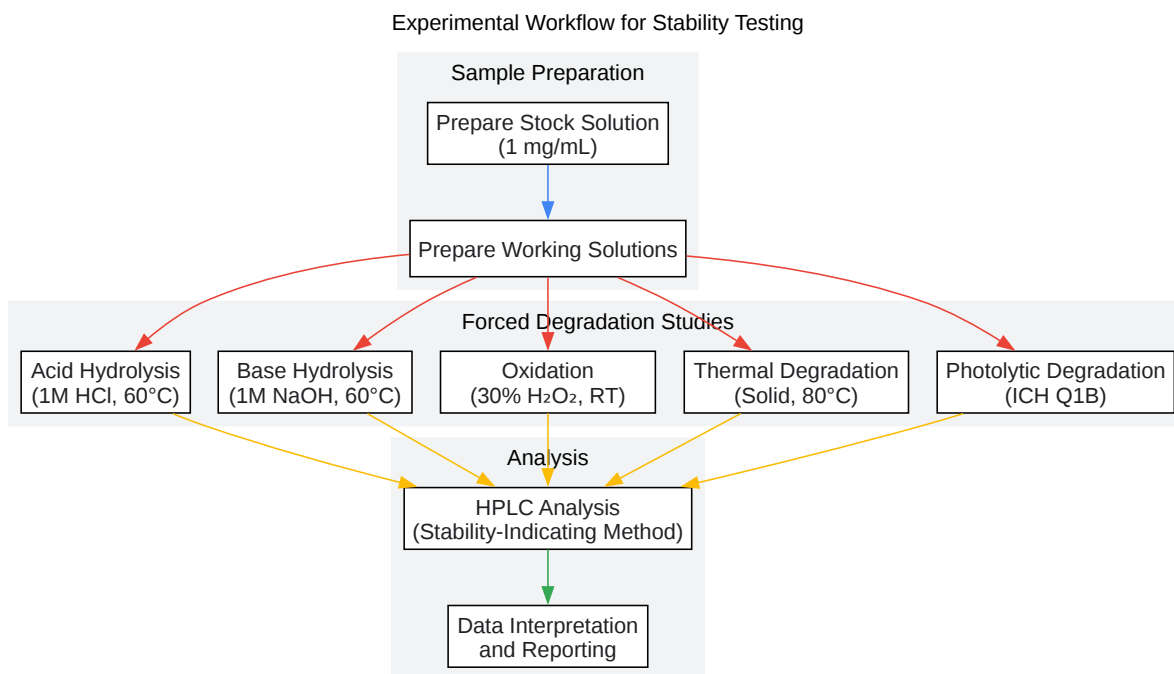 Experimental Workflow for Stability Testing
Sample Preparation
Prepare Stock Solution
(1 mg/mL)
Prepare Working Solutions
Forced Degradation Studies
Acid Hydrolysis
(1M HCl, 60°C)
Base Hydrolysis
(1M NaOH, 60°C)
Oxidation
(30% H₂O₂, RT)
Thermal Degradation
(Solid, 80°C)
Photolytic Degradation
(ICH Q1B)
Analysis
HPLC Analysis
(Stability-Indicating Method)
Data Interpretation
and Reporting